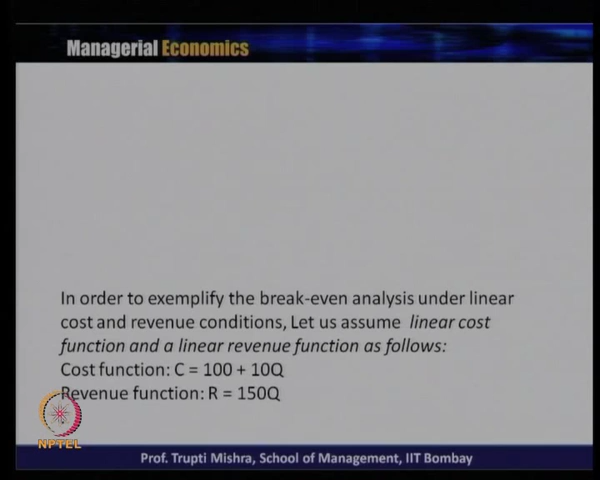 Managerial Economics
In order to exemplify the break-even analysis under linear
cost and revenue conditions, Let us assume linear cost
function and a linear revenue function as follows:
Cost function: C = 100 + 10Q
Revenue function: R = 150Q
NPTEL
Prof. Trupti Mishra, School of Management, IIT Bombay